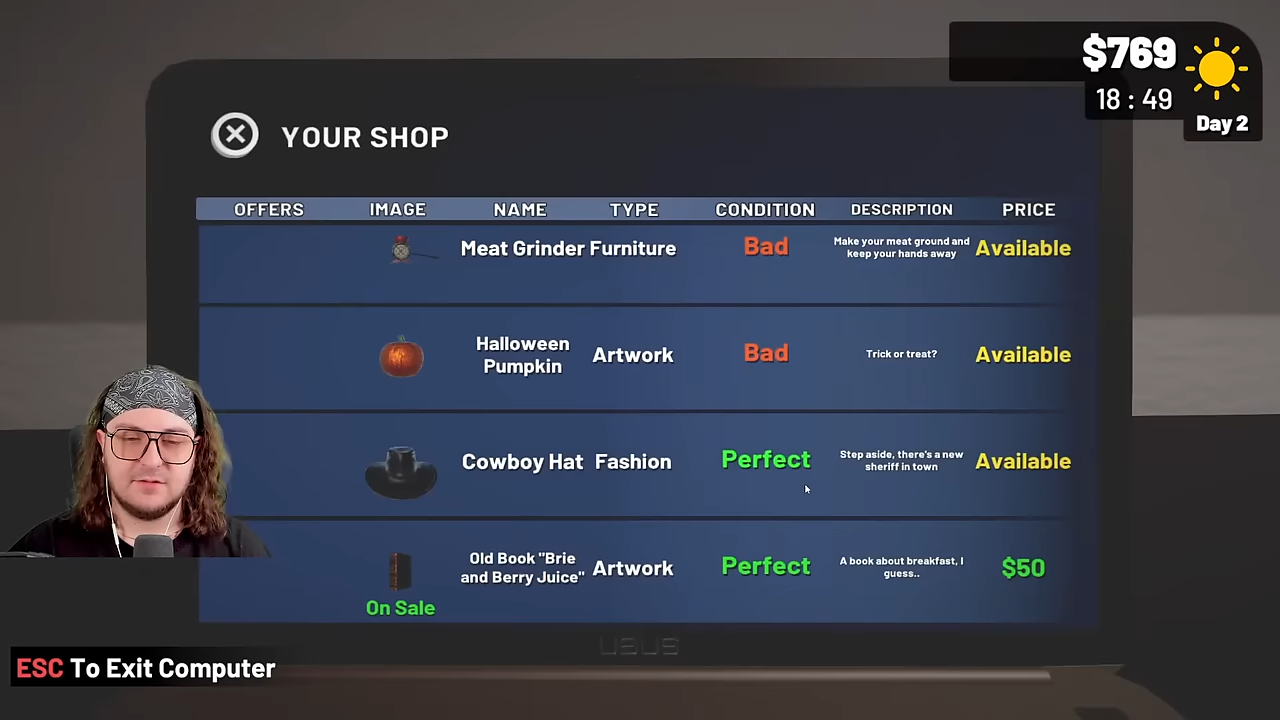 $769
18 : 49
Day 2
YOUR SHOP
OFFERS IMAGE NAME TYPE CONDITION DESCRIPTION PRICE
Meat Grinder Furniture Bad Make your meat ground and Available
keep your hands away
Halloween
Pumpkin Artwork Bad Trick or treat? Available
Cowboy Hat Fashion Perfect Step aside, there's a new Available
sheriff in town
Old Book "Brie
and Berry Juice" Artwork Perfect A book about breakfast, I $50
guess..
On Sale
usus
ESC To Exit Computer